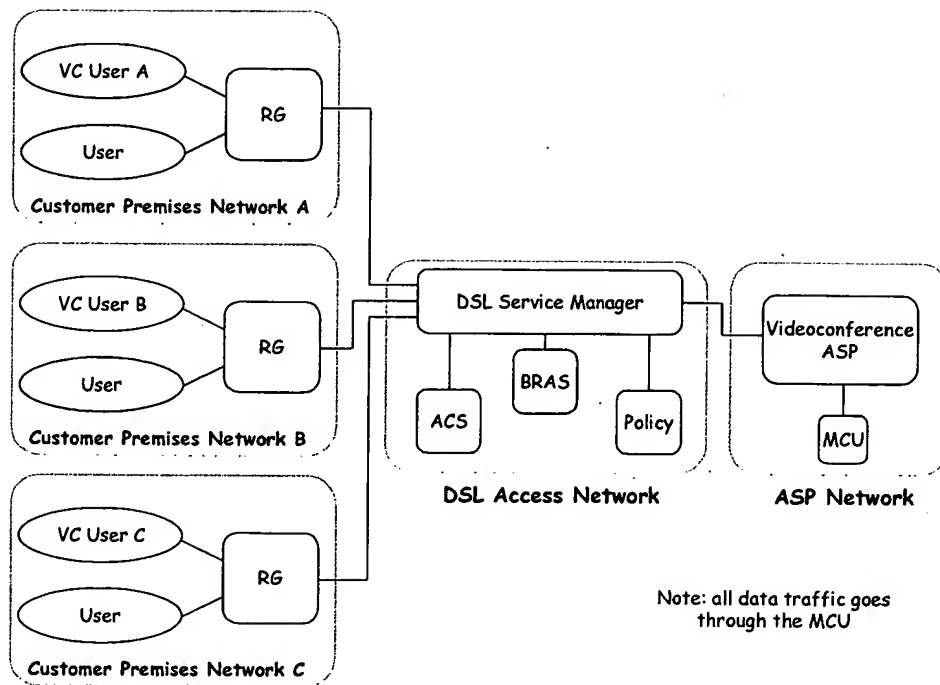 VC User A
User
RG
Customer Premises Network A
VC User B
User
RG
Customer Premises Network B
VC User C
User
RG
Customer Premises Network C
DSL Service Manager
ACS
BRAS
Policy
DSL Access Network
Videoconference
ASP
MCU
ASP Network
Note: all data traffic goes
through the MCU